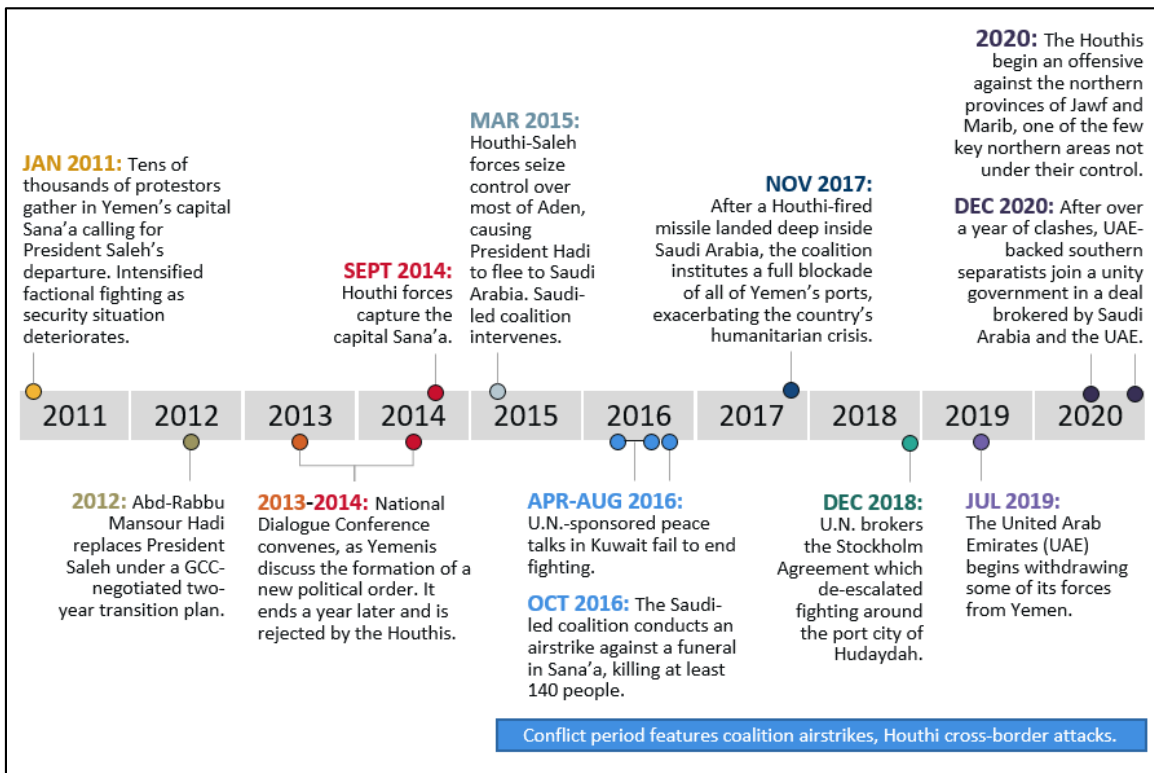 JAN 2011: Tens of
thousands of protestors
gather in Yemen’s capital
Sana’a calling for
President Saleh’s
departure. Intensified
factional fighting as
security situation
deteriorates.
SEPT 2014:
Houthi forces
capture the
capital Sana’a.
MAR 2015:
Houthi-Saleh
forces seize
control over
most of Aden,
causing
President Hadi
to flee to Saudi
Arabia. Saudi-
led coalition
intervenes.
NOV 2017:
After a Houthi-fired
missile landed deep inside
Saudi Arabia, the coalition
institutes a full blockade
of all of Yemen’s ports,
exacerbating the country’s
humanitarian crisis.
2020: The Houthis
begin an offensive
against the northern
provinces of Jawf and
Marib, one of the few
key northern areas not
under their control.
DEC 2020: After over
a year of clashes, UAE-
backed southern
separatists join a unity
government in a deal
brokered by Saudi
Arabia and the UAE.
2011 2012 2013 2014 2015 2016 2017 2018 2019 2020
2012: Abd-Rabbu
Mansour Hadi
replaces President
Saleh under a GCC-
negotiated two-
year transition plan.
2013-2014: National
Dialogue Conference
convenes, as Yemenis
discuss the formation of a
new political order. It
ends a year later and is
rejected by the Houthis.
APR-AUG 2016:
U.N.-sponsored peace
talks in Kuwait fail to end
fighting.
OCT 2016: The Saudi-
led coalition conducts an
airstrike against a funeral
in Sana’a, killing at least
140 people.
DEC 2018:
U.N. brokers
the Stockholm
Agreement which
de-escalated
fighting around
the port city of
Hudaydah.
JUL 2019:
The United Arab
Emirates (UAE)
begins withdrawing
some of its forces
from Yemen.
Conflict period features coalition airstrikes, Houthi cross-border attacks.